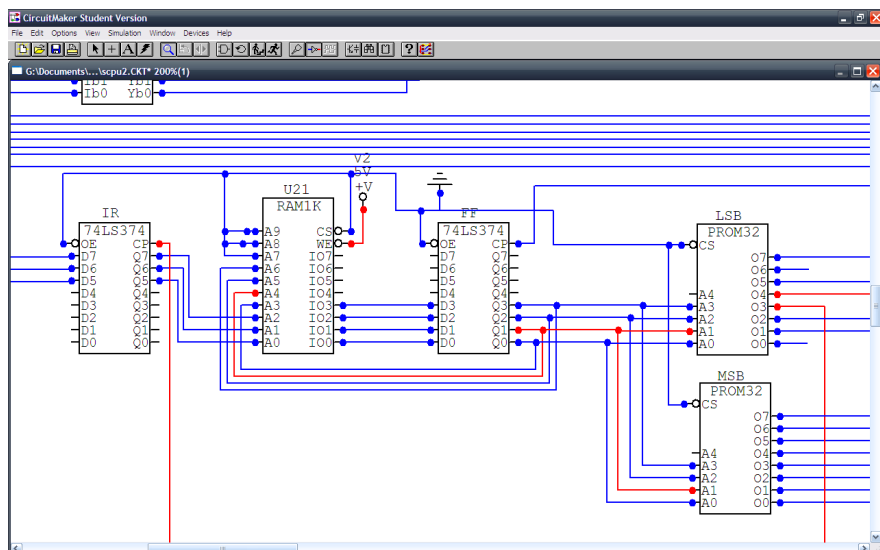 CircuitMaker Student Version
File Edit Options View Simulation Window Devices Help
G:\Documents\...\scpu2.CKT* 200%(1)
Ib1 Yb1
Ib0 Yb0
IR
74LS374
OE CP
D7 Q7
D6 Q6
D5 Q5
D4 Q4
D3 Q3
D2 Q2
D1 Q1
D0 Q0
U21
RAM1K
A9 CS
A8 WE
A7 IO7
A6 IO6
A5 IO5
A4 IO4
A3 IO3
A2 IO2
A1 IO1
A0 IO0
V2
5V
+V
FF
74LS374
OE CP
D7 Q7
D6 Q6
D5 Q5
D4 Q4
D3 Q3
D2 Q2
D1 Q1
D0 Q0
LSB
PROM32
CS
O7
O6
O5
A4 O4
A3 O3
A2 O2
A1 O1
A0 O0
MSB
PROM32
CS
O7
O6
O5
A4 O4
A3 O3
A2 O2
A1 O1
A0 O0